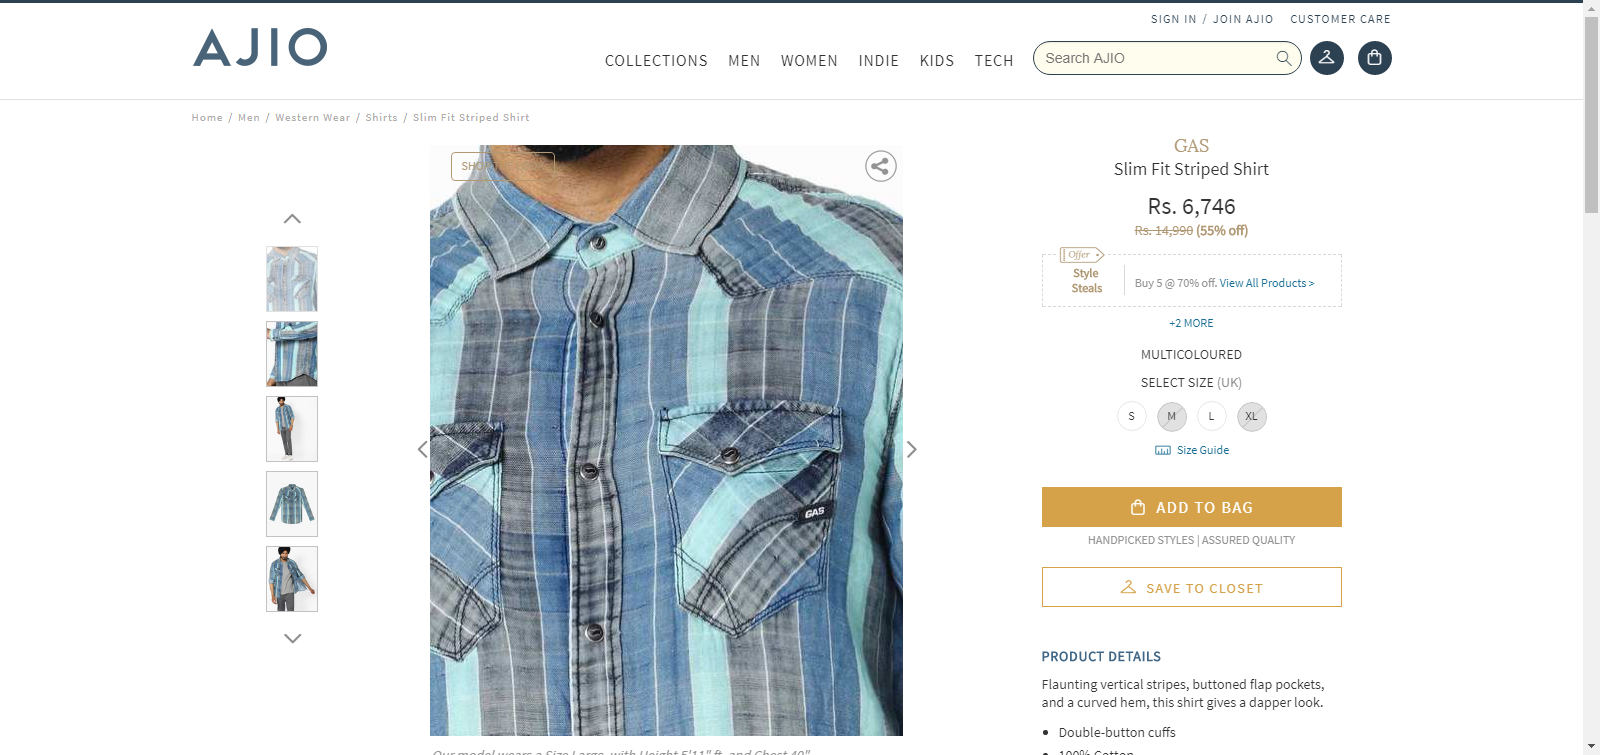 SIGN IN / JOIN AJIO CUSTOMER CARE
AJIO
COLLECTIONS MEN WOMEN INDIE KIDS TECH
Search AJIO
Home / Men / Western Wear / Shirts / Slim Fit Striped Shirt
GAS
Slim Fit Striped Shirt
Rs. 6,746
Rs. 14,990 (55% off)
Offer
Style
Steals
Buy 5 @ 70% off. View All Products >
+2 MORE
MULTICOLOURED
SELECT SIZE (UK)
S M L XL
Size Guide
ADD TO BAG
HANDPICKED STYLES | ASSURED QUALITY
SAVE TO CLOSET
PRODUCT DETAILS
Flaunting vertical stripes, buttoned flap pockets,
and a curved hem, this shirt gives a dapper look.
Double-button cuffs
100% Cotton
GAS
Our model wears a Size Large, with Height 5'11" ft. and Chest 40"